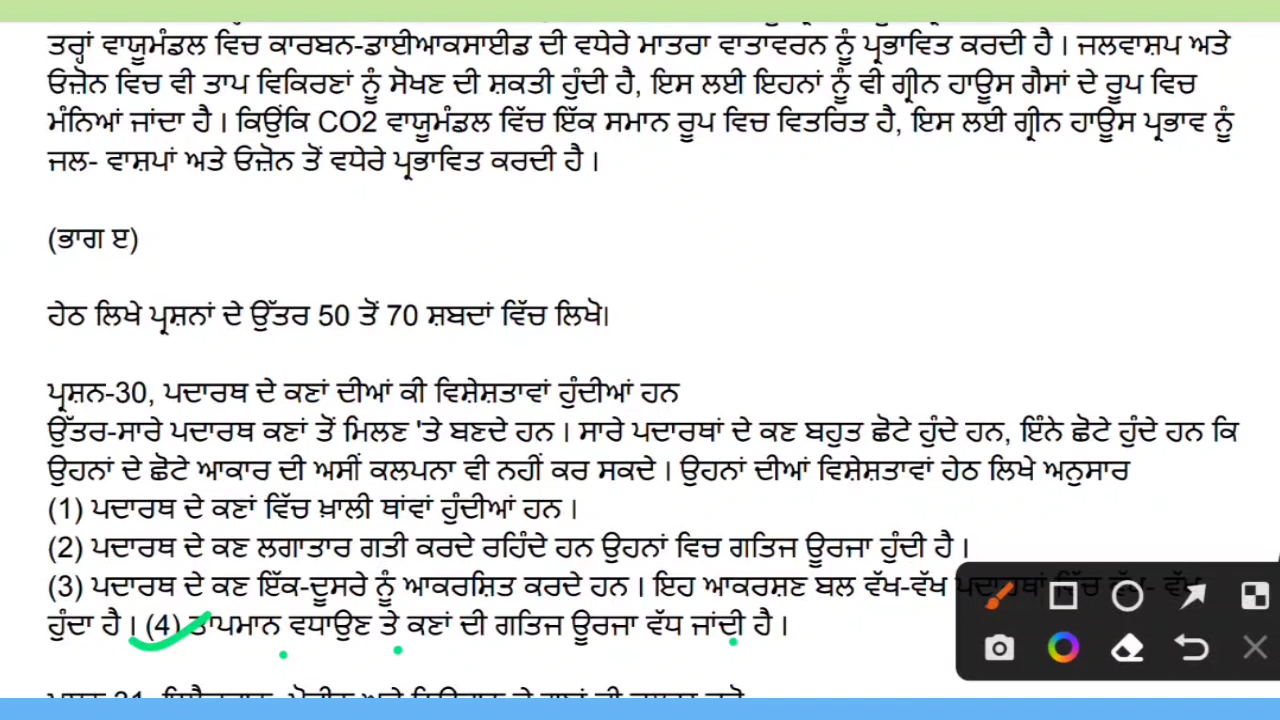 ਤਰ੍ਹਾਂ ਵਾਯੂਮੰਡਲ ਵਿਚ ਕਾਰਬਨ-ਡਾਈਆਕਸਾਈਡ ਦੀ ਵਧੇਰੇ ਮਾਤਰਾ ਵਾਤਾਵਰਨ ਨੂੰ ਪ੍ਰਭਾਵਿਤ ਕਰਦੀ ਹੈ। ਜਲਵਾਸ਼ਪ ਅਤੇ
ਓਜ਼ੋਨ ਵਿਚ ਵੀ ਤਾਪ ਵਿਕਿਰਣਾਂ ਨੂੰ ਸੋਖਣ ਦੀ ਸ਼ਕਤੀ ਹੁੰਦੀ ਹੈ, ਇਸ ਲਈ ਇਹਨਾਂ ਨੂੰ ਵੀ ਗ੍ਰੀਨ ਹਾਊਸ ਗੈਸਾਂ ਦੇ ਰੂਪ ਵਿਚ
ਮੰਨਿਆਂ ਜਾਂਦਾ ਹੈ। ਕਿਉਂਕਿ CO2 ਵਾਯੂਮੰਡਲ ਵਿੱਚ ਇੱਕ ਸਮਾਨ ਰੂਪ ਵਿਚ ਵਿਤਰਿਤ ਹੈ, ਇਸ ਲਈ ਗ੍ਰੀਨ ਹਾਊਸ ਪ੍ਰਭਾਵ ਨੂੰ
ਜਲ- ਵਾਸ਼ਪਾਂ ਅਤੇ ਓਜ਼ੋਨ ਤੋਂ ਵਧੇਰੇ ਪ੍ਰਭਾਵਿਤ ਕਰਦੀ ਹੈ।
(ਭਾਗ ੲ)
ਹੇਠ ਲਿਖੇ ਪ੍ਰਸ਼ਨਾਂ ਦੇ ਉੱਤਰ 50 ਤੋਂ 70 ਸ਼ਬਦਾਂ ਵਿੱਚ ਲਿਖੋ।
ਪ੍ਰਸ਼ਨ-30, ਪਦਾਰਥ ਦੇ ਕਣਾਂ ਦੀਆਂ ਕੀ ਵਿਸ਼ੇਸ਼ਤਾਵਾਂ ਹੁੰਦੀਆਂ ਹਨ
ਉੱਤਰ-ਸਾਰੇ ਪਦਾਰਥ ਕਣਾਂ ਤੋਂ ਮਿਲਣ 'ਤੇ ਬਣਦੇ ਹਨ। ਸਾਰੇ ਪਦਾਰਥਾਂ ਦੇ ਕਣ ਬਹੁਤ ਛੋਟੇ ਹੁੰਦੇ ਹਨ, ਇੰਨੇ ਛੋਟੇ ਹੁੰਦੇ ਹਨ ਕਿ
ਉਹਨਾਂ ਦੇ ਛੋਟੇ ਆਕਾਰ ਦੀ ਅਸੀਂ ਕਲਪਨਾ ਵੀ ਨਹੀਂ ਕਰ ਸਕਦੇ। ਉਹਨਾਂ ਦੀਆਂ ਵਿਸ਼ੇਸ਼ਤਾਵਾਂ ਹੇਠ ਲਿਖੇ ਅਨੁਸਾਰ
(1) ਪਦਾਰਥ ਦੇ ਕਣਾਂ ਵਿੱਚ ਖ਼ਾਲੀ ਥਾਂਵਾਂ ਹੁੰਦੀਆਂ ਹਨ।
(2) ਪਦਾਰਥ ਦੇ ਕਣ ਲਗਾਤਾਰ ਗਤੀ ਕਰਦੇ ਰਹਿੰਦੇ ਹਨ ਉਹਨਾਂ ਵਿਚ ਗਤਿਜ ਊਰਜਾ ਹੁੰਦੀ ਹੈ।
(3) ਪਦਾਰਥ ਦੇ ਕਣ ਇੱਕ-ਦੂਸਰੇ ਨੂੰ ਆਕਰਸ਼ਿਤ ਕਰਦੇ ਹਨ। ਇਹ ਆਕਰਸ਼ਣ ਬਲ ਵੱਖ-ਵੱਖ ਪਦਾਰਥਾਂ ਵਿੱਚ ਵੱਖ- ਵੱਖ
ਹੁੰਦਾ ਹੈ। (4) ਤਾਪਮਾਨ ਵਧਾਉਣ ਤੇ ਕਣਾਂ ਦੀ ਗਤਿਜ ਊਰਜਾ ਵੱਧ ਜਾਂਦੀ ਹੈ।